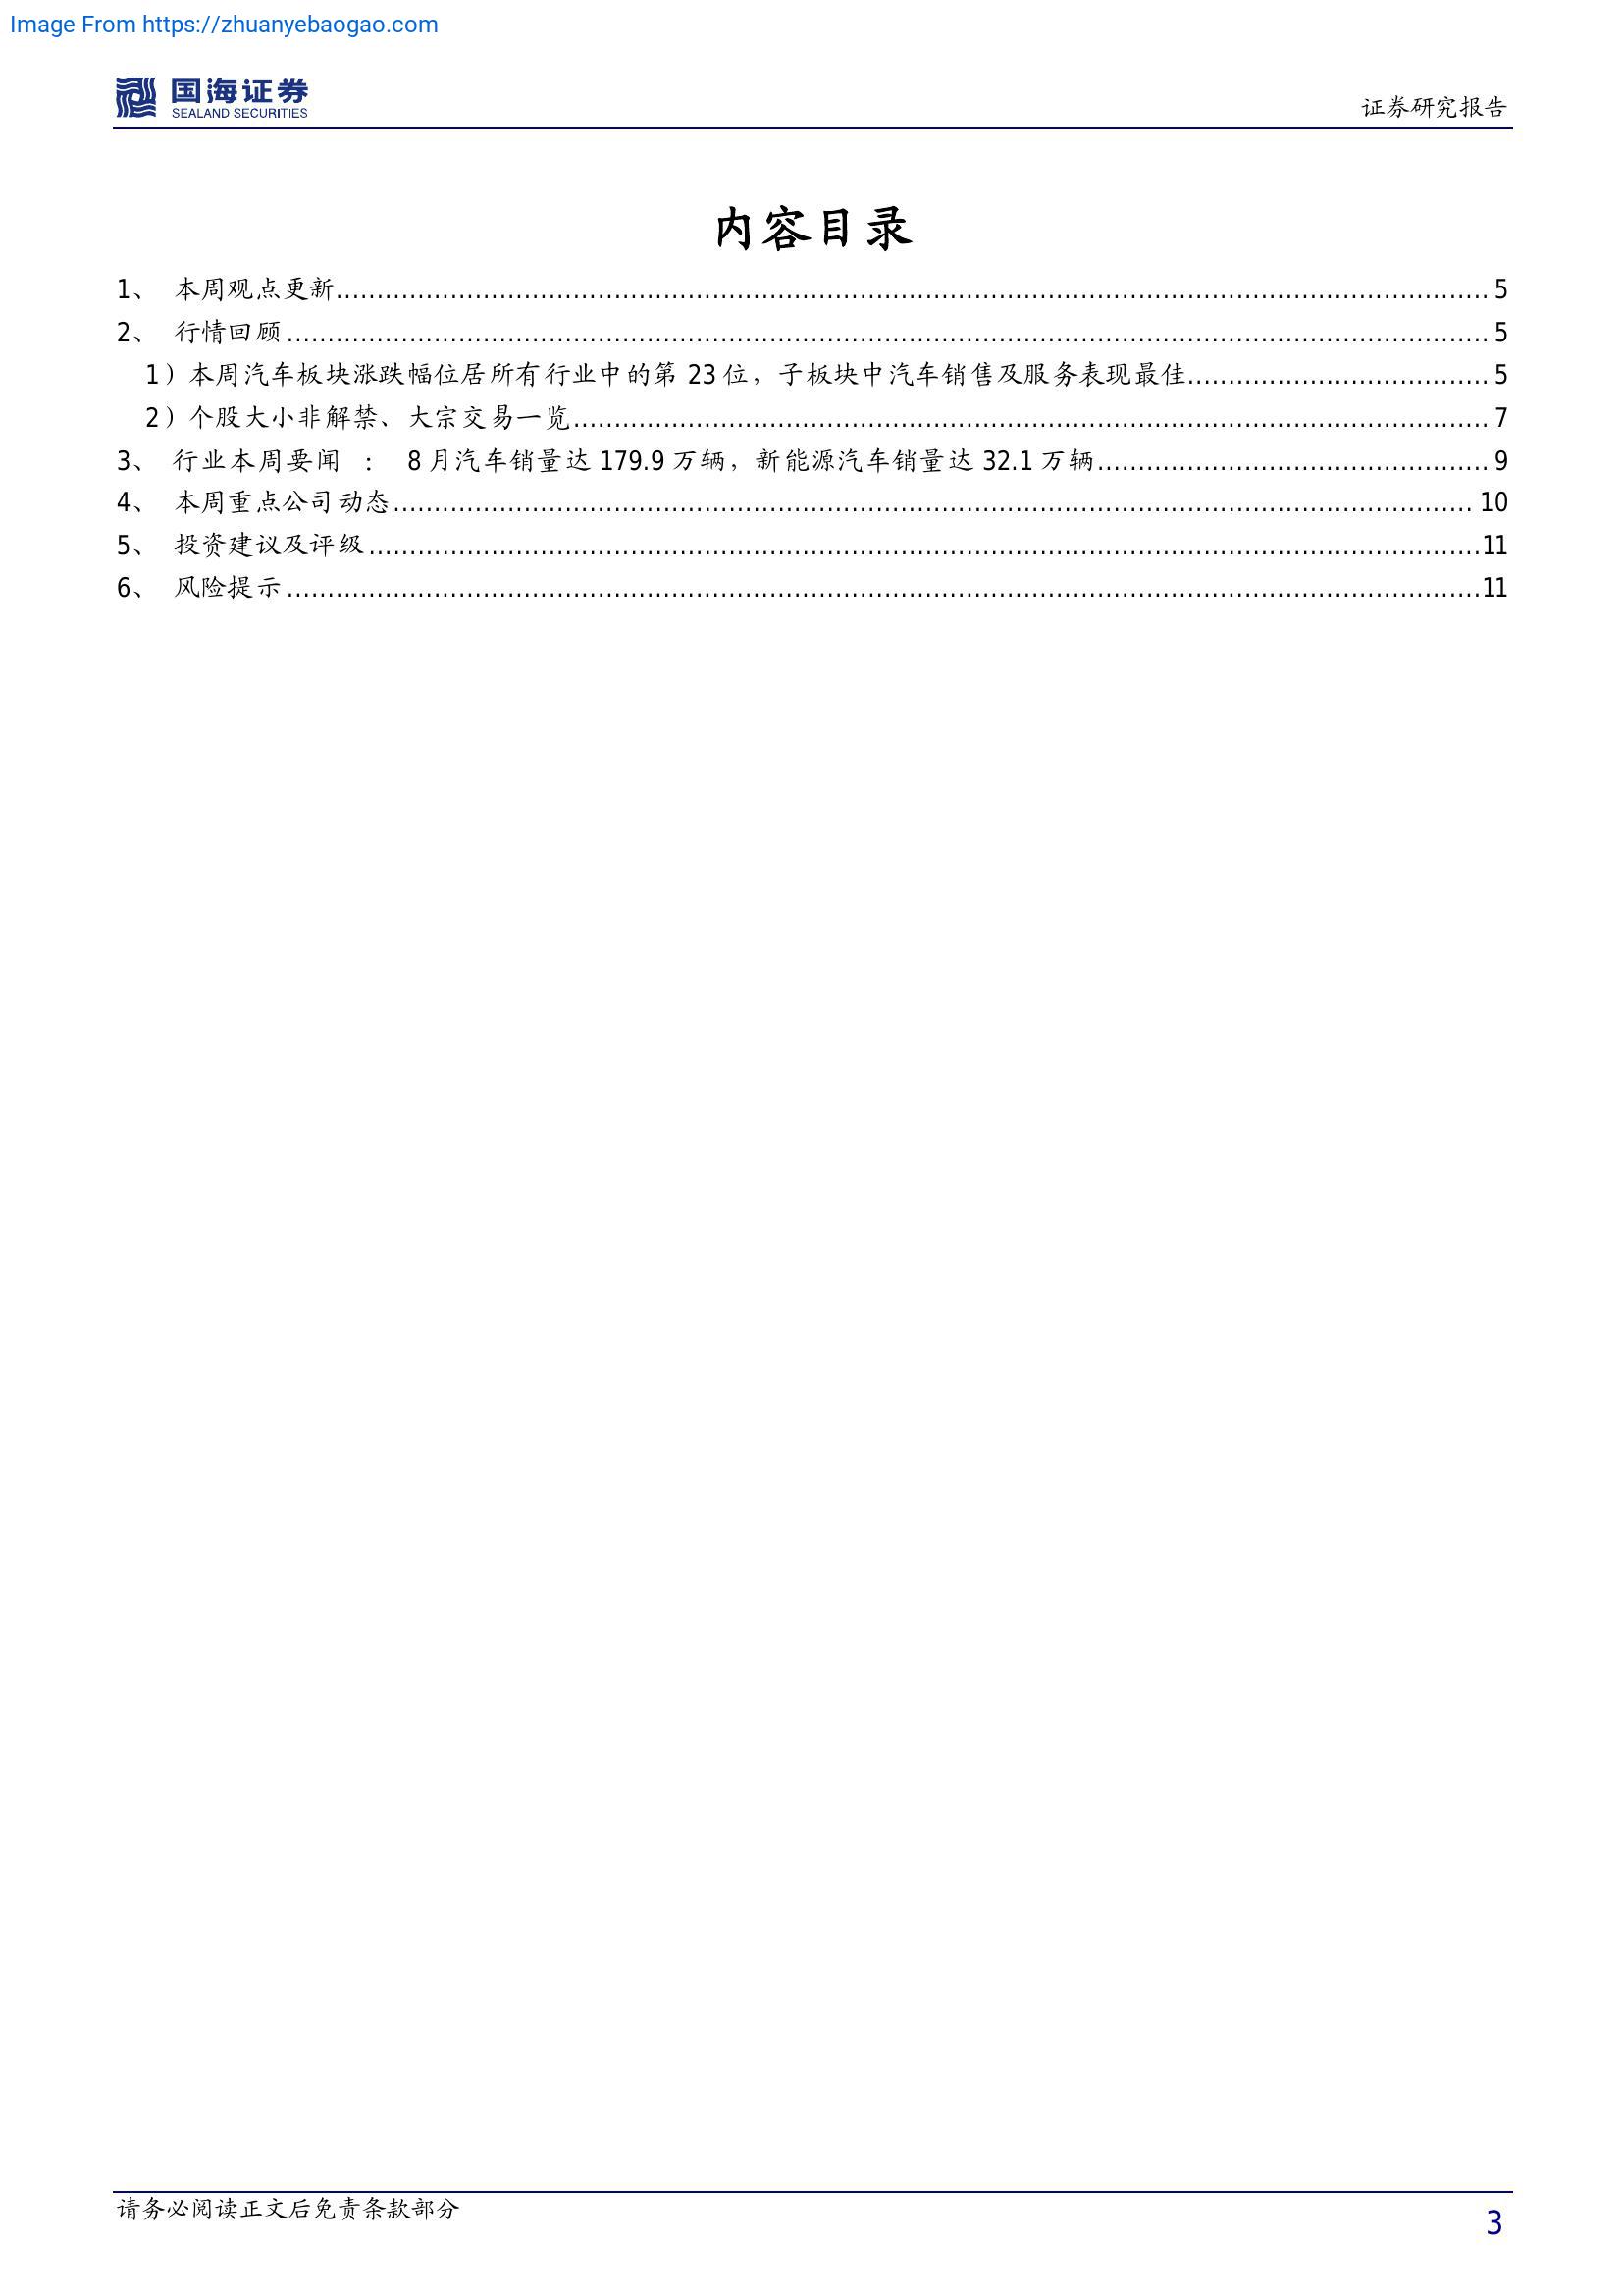 Image From https://zhuanyebaogao.com
国海证券
SEALAND SECURITIES
证券研究报告
内容目录
1、 本周观点更新 5
2、 行情回顾 5
1）本周汽车板块涨跌幅位居所有行业中的第 23 位，子板块中汽车销售及服务表现最佳 5
2）个股大小非解禁、大宗交易一览 7
3、 行业本周要闻 ： 8 月汽车销量达 179.9 万辆，新能源汽车销量达 32.1 万辆 9
4、 本周重点公司动态 10
5、 投资建议及评级 11
6、 风险提示 11
请务必阅读正文后免责条款部分
3